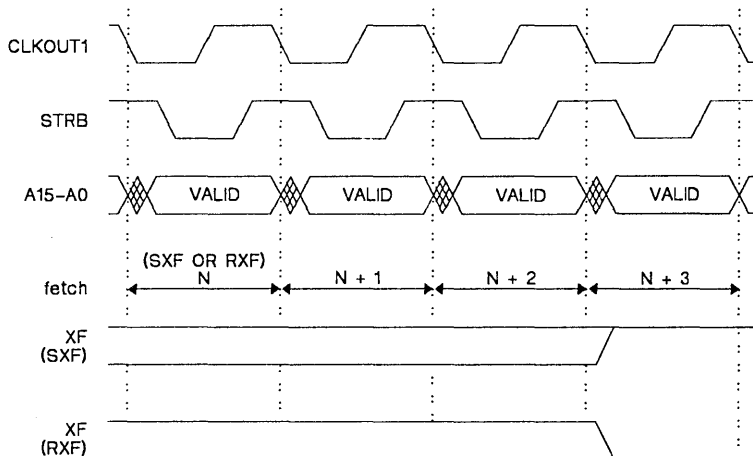 CLKOUT1
STRB
A15-A0 VALID VALID VALID VALID
(SXF OR RXF)
fetch N N + 1 N + 2 N + 3
XF
(SXF)
XF
(RXF)